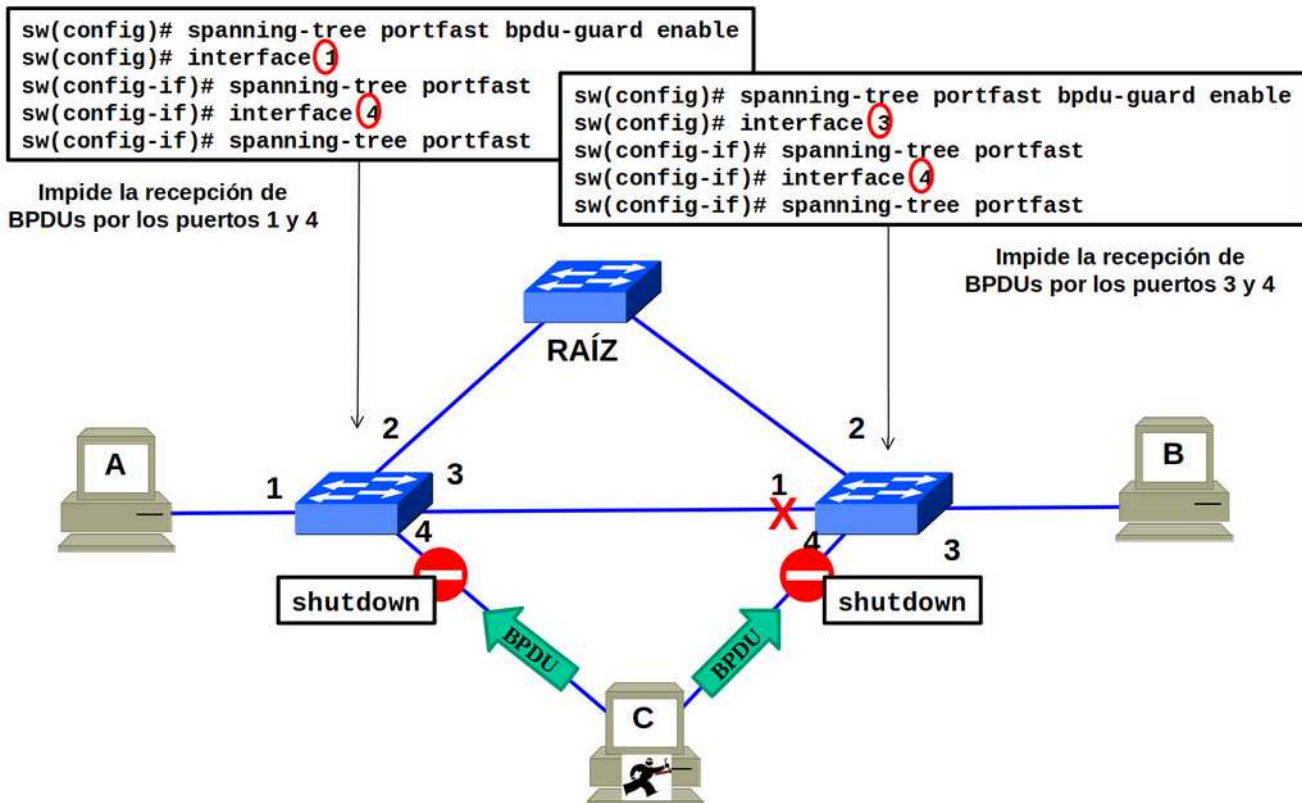 sw(config)# spanning-tree portfast bpdu-guard enable
sw(config)# interface 1
sw(config-if)# spanning-tree portfast
sw(config-if)# interface 4
sw(config-if)# spanning-tree portfast
sw(config)# spanning-tree portfast bpdu-guard enable
sw(config)# interface 3
sw(config-if)# spanning-tree portfast
sw(config-if)# interface 4
sw(config-if)# spanning-tree portfast
Impide la recepción de
BPDUs por los puertos 1 y 4
Impide la recepción de
BPDUs por los puertos 3 y 4
RAÍZ
2
2
A
B
1
3
1
X
4
4
3
shutdown
shutdown
BPDU
BPDU
C